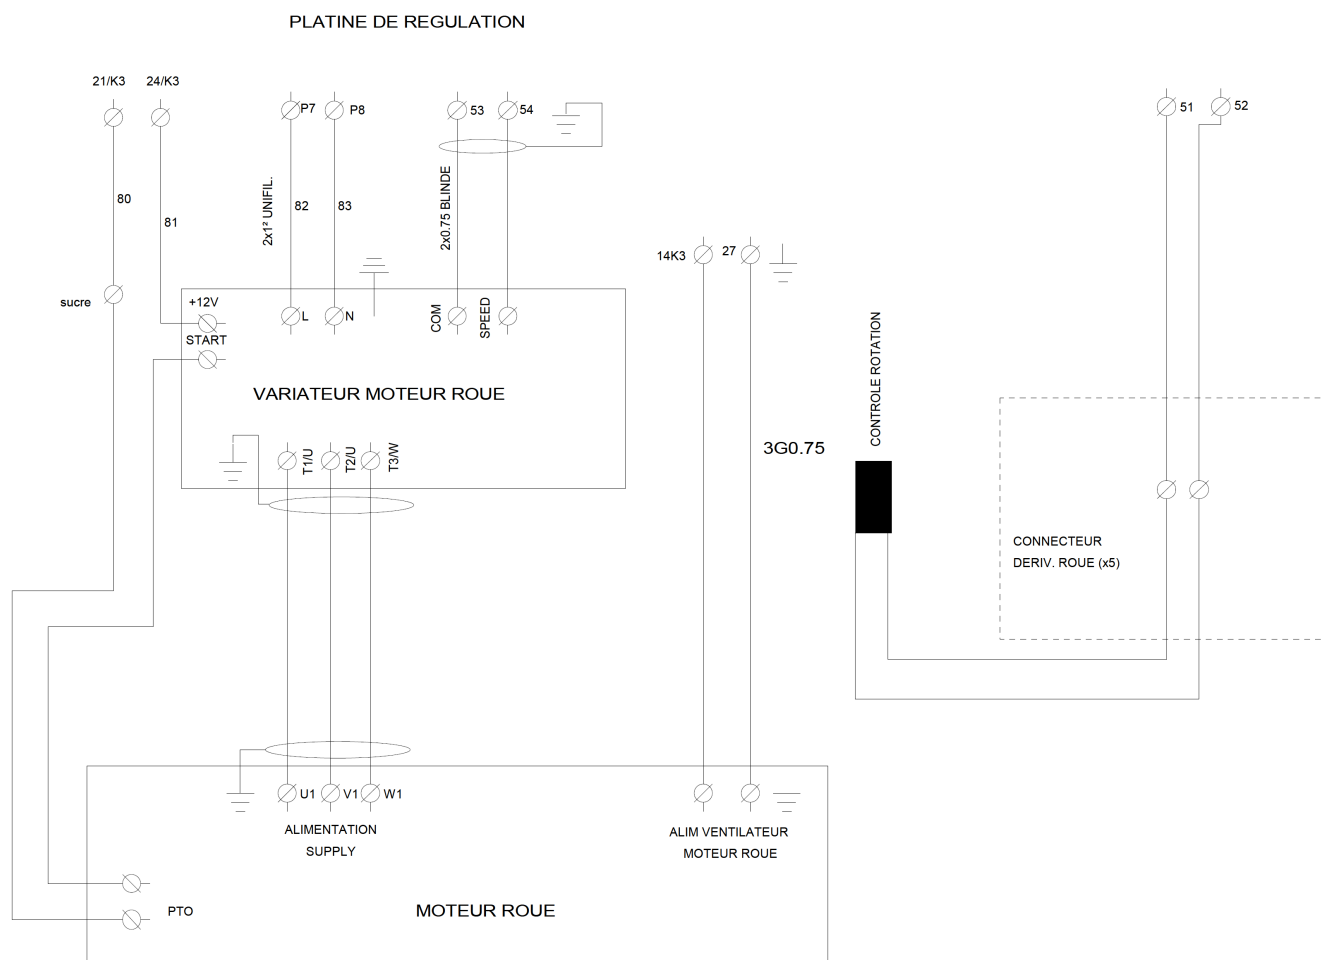 PLATINE DE REGULATION
21/K3
24/K3
P7
P8
53
54
51
52
80
81
2x1² UNIFIL.
82
83
2x0.75 BLINDE
14K3
27
sucre
+12V
START
L
N
COM
SPEED
VARIATEUR MOTEUR ROUE
T1/U
T2/U
T3/W
3G0.75
CONTROLE ROTATION
CONNECTEUR
DERIV. ROUE (x5)
U1
V1
W1
ALIMENTATION
SUPPLY
ALIM VENTILATEUR
MOTEUR ROUE
PTO
MOTEUR ROUE